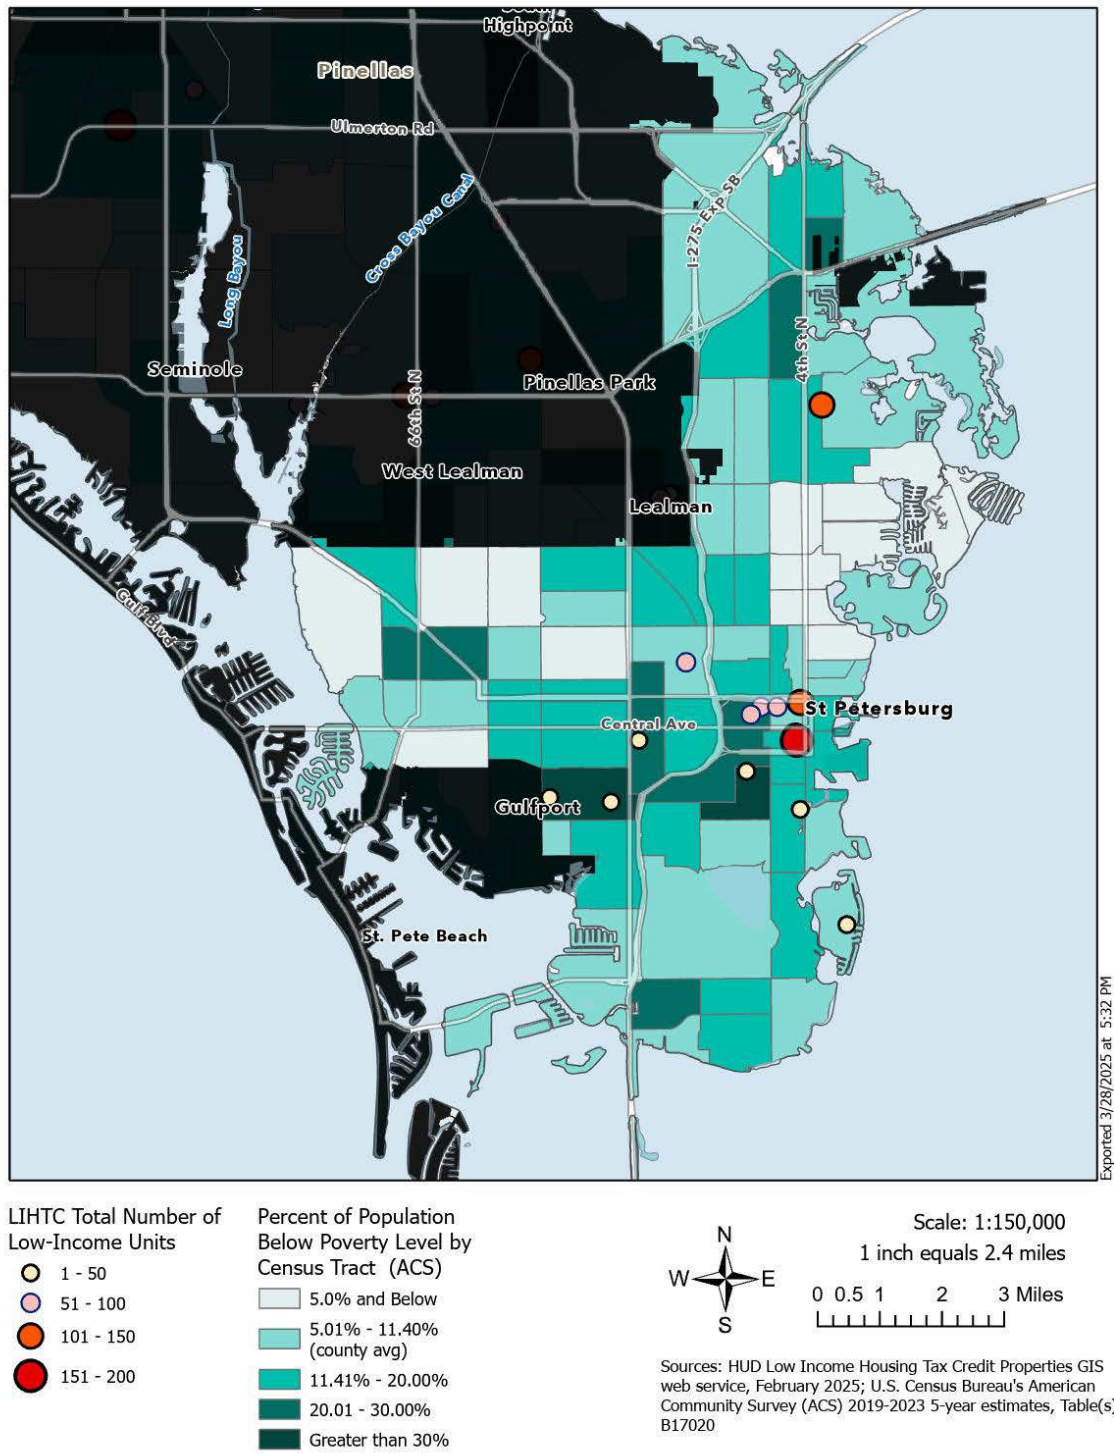 Highpoint
Pinellas
Ulmerton Rd
Cross Bayou Canal
I-275-Exp SB
Long Bayou
4th St N
Seminole
Pinellas Park
66th St N
West Lealman
Lealman
Gulf Blvd
St Petersburg
Central Ave
Gulfport
St. Pete Beach
Exported 3/28/2025 at 5:32 PM
LIHTC Total Number of
Low-Income Units
1 - 50
51 - 100
101 - 150
151 - 200
Percent of Population
Below Poverty Level by
Census Tract (ACS)
5.0% and Below
5.01% - 11.40%
(county avg)
11.41% - 20.00%
20.01 - 30.00%
Greater than 30%
N
W E
S
Scale: 1:150,000
1 inch equals 2.4 miles
0 0.5 1 2 3 Miles
Sources: HUD Low Income Housing Tax Credit Properties GIS
web service, February 2025; U.S. Census Bureau's American
Community Survey (ACS) 2019-2023 5-year estimates, Table(s)
B17020